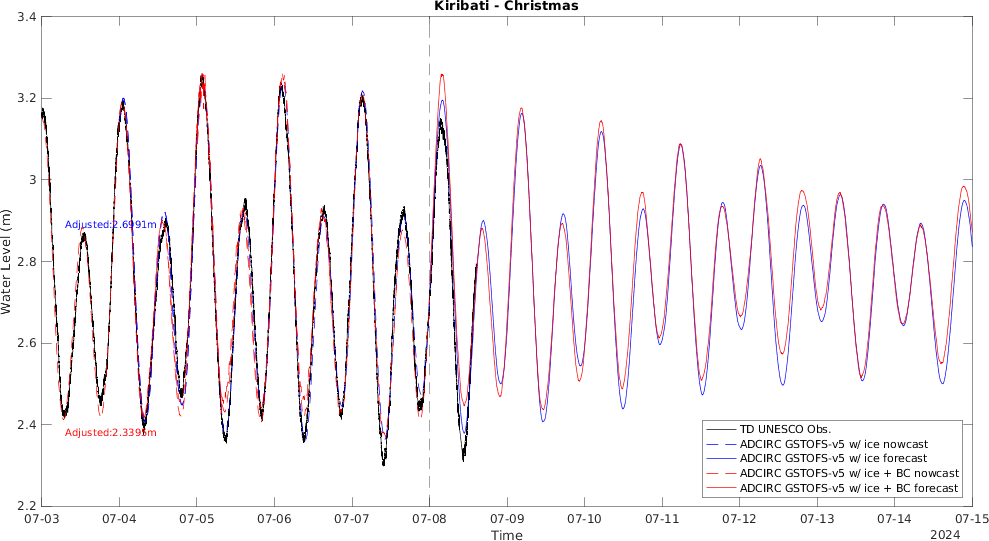 Kiribati - Christmas
3.4
3.2
3
2.8
2.6
2.4
2.2
Water Level (m)
Adjusted:2.6991m
Adjusted:2.3395m
TD UNESCO Obs.
ADCIRC GSTOFS-v5 w/ ice nowcast
ADCIRC GSTOFS-v5 w/ ice forecast
ADCIRC GSTOFS-v5 w/ ice + BC nowcast
ADCIRC GSTOFS-v5 w/ ice + BC forecast
07-03 07-04 07-05 07-06 07-07 07-08 07-09 07-10 07-11 07-12 07-13 07-14 07-15
Time
2024